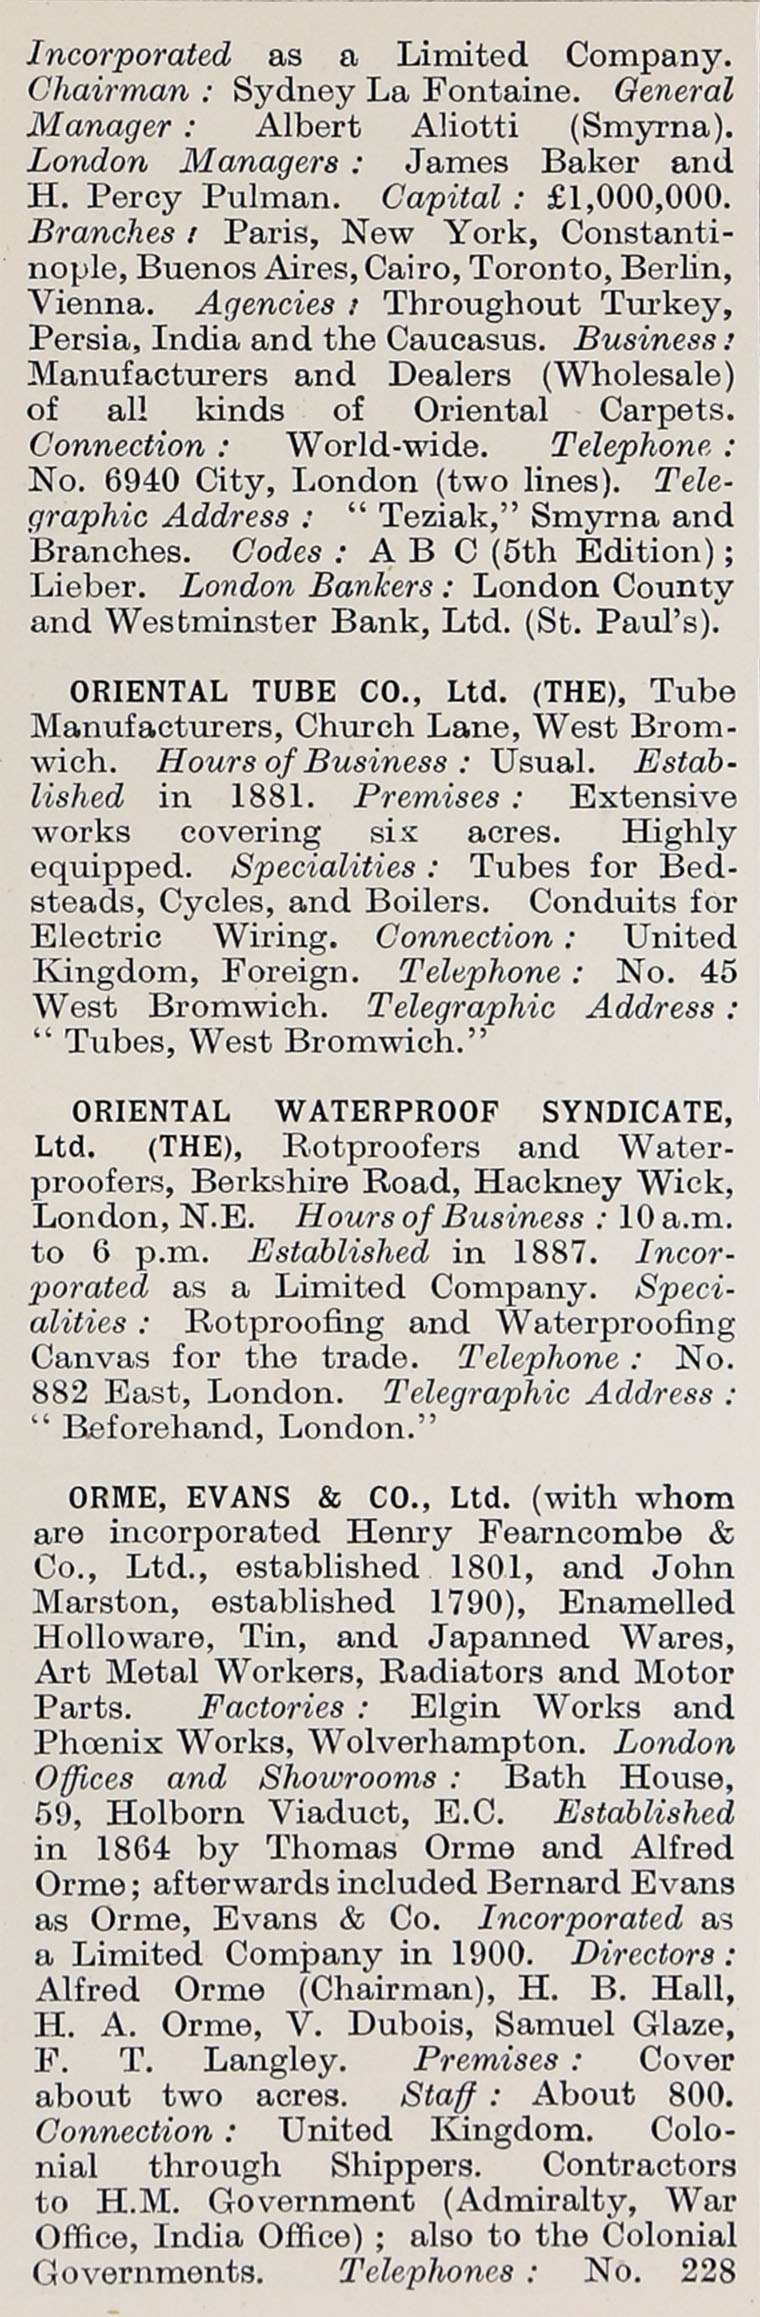 Incorporated as a Limited Company.
Chairman : Sydney La Fontaine. General
Manager : Albert Aliotti (Smyrna).
London Managers : James Baker and
H. Percy Pulman. Capital : £1,000,000.
Branches : Paris, New York, Constanti-
nople, Buenos Aires, Cairo, Toronto, Berlin,
Vienna. Agencies : Throughout Turkey,
Persia, India and the Caucasus. Business :
Manufacturers and Dealers (Wholesale)
of all kinds of Oriental Carpets.
Connection : World-wide. Telephone :
No. 6940 City, London (two lines). Tele-
graphic Address : “ Teziak,” Smyrna and
Branches. Codes : A B C (5th Edition) ;
Lieber. London Bankers : London County
and Westminster Bank, Ltd. (St. Paul’s).
ORIENTAL TUBE CO., Ltd. (THE), Tube
Manufacturers, Church Lane, West Brom-
wich. Hours of Business : Usual. Estab-
lished in 1881. Premises : Extensive
works covering six acres. Highly
equipped. Specialities : Tubes for Bed-
steads, Cycles, and Boilers. Conduits for
Electric Wiring. Connection : United
Kingdom, Foreign. Telephone : No. 45
West Bromwich. Telegraphic Address :
“ Tubes, West Bromwich.”
ORIENTAL WATERPROOF SYNDICATE,
Ltd. (THE), Rotproofers and Water-
proofers, Berkshire Road, Hackney Wick,
London, N.E. Hours of Business : 10 a.m.
to 6 p.m. Established in 1887. Incor-
porated as a Limited Company. Speci-
alities : Rotproofing and Waterproofing
Canvas for the trade. Telephone : No.
882 East, London. Telegraphic Address :
“ Beforehand, London.”
ORME, EVANS & CO., Ltd. (with whom
are incorporated Henry Fearncombe &
Co., Ltd., established 1801, and John
Marston, established 1790), Enamelled
Holloware, Tin, and Japanned Wares,
Art Metal Workers, Radiators and Motor
Parts. Factories : Elgin Works and
Phœnix Works, Wolverhampton. London
Offices and Showrooms : Bath House,
59, Holborn Viaduct, E.C. Established
in 1864 by Thomas Orme and Alfred
Orme ; afterwards included Bernard Evans
as Orme, Evans & Co. Incorporated as
a Limited Company in 1900. Directors :
Alfred Orme (Chairman), H. B. Hall,
H. A. Orme, V. Dubois, Samuel Glaze,
F. T. Langley. Premises : Cover
about two acres. Staff : About 800.
Connection : United Kingdom. Colo-
nial through Shippers. Contractors
to H.M. Government (Admiralty, War
Office, India Office) ; also to the Colonial
Governments. Telephones : No. 228